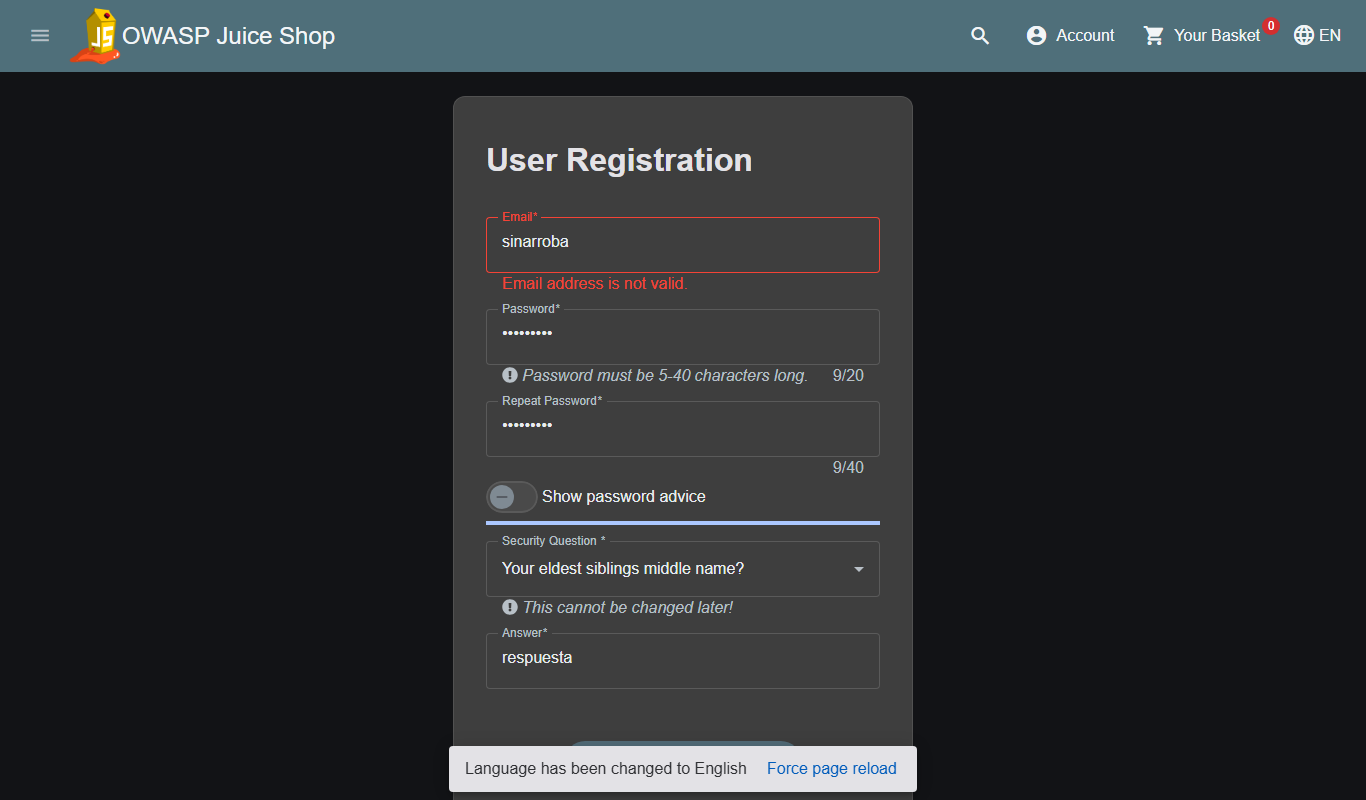 OWASP Juice Shop
Account
Your Basket
0
EN
User Registration
Email*
sinarroba
Email address is not valid.
Password*
•••••••••
Password must be 5-40 characters long. 9/20
Repeat Password*
•••••••••
9/40
Show password advice
Security Question *
Your eldest siblings middle name?
This cannot be changed later!
Answer*
respuesta
Language has been changed to English Force page reload